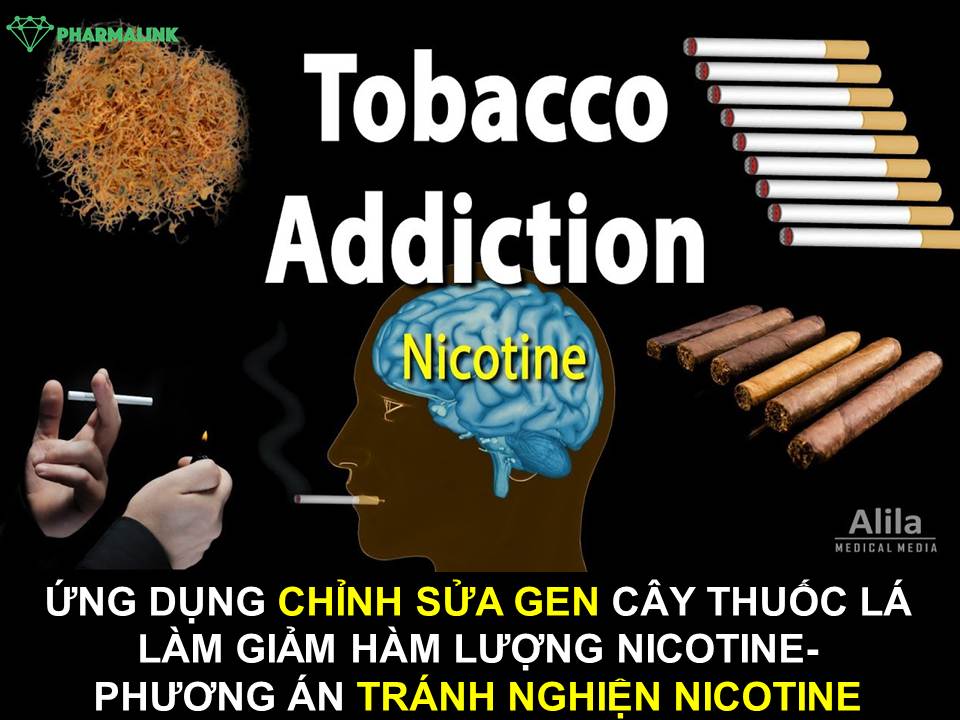 PHARMALINK
Tobacco
Addiction
Nicotine
Alila
MEDICAL MEDIA
ỨNG DỤNG CHỈNH SỬA GEN CÂY THUỐC LÁ
LÀM GIẢM HÀM LƯỢNG NICOTINE-
PHƯƠNG ÁN TRÁNH NGHIỆN NICOTINE